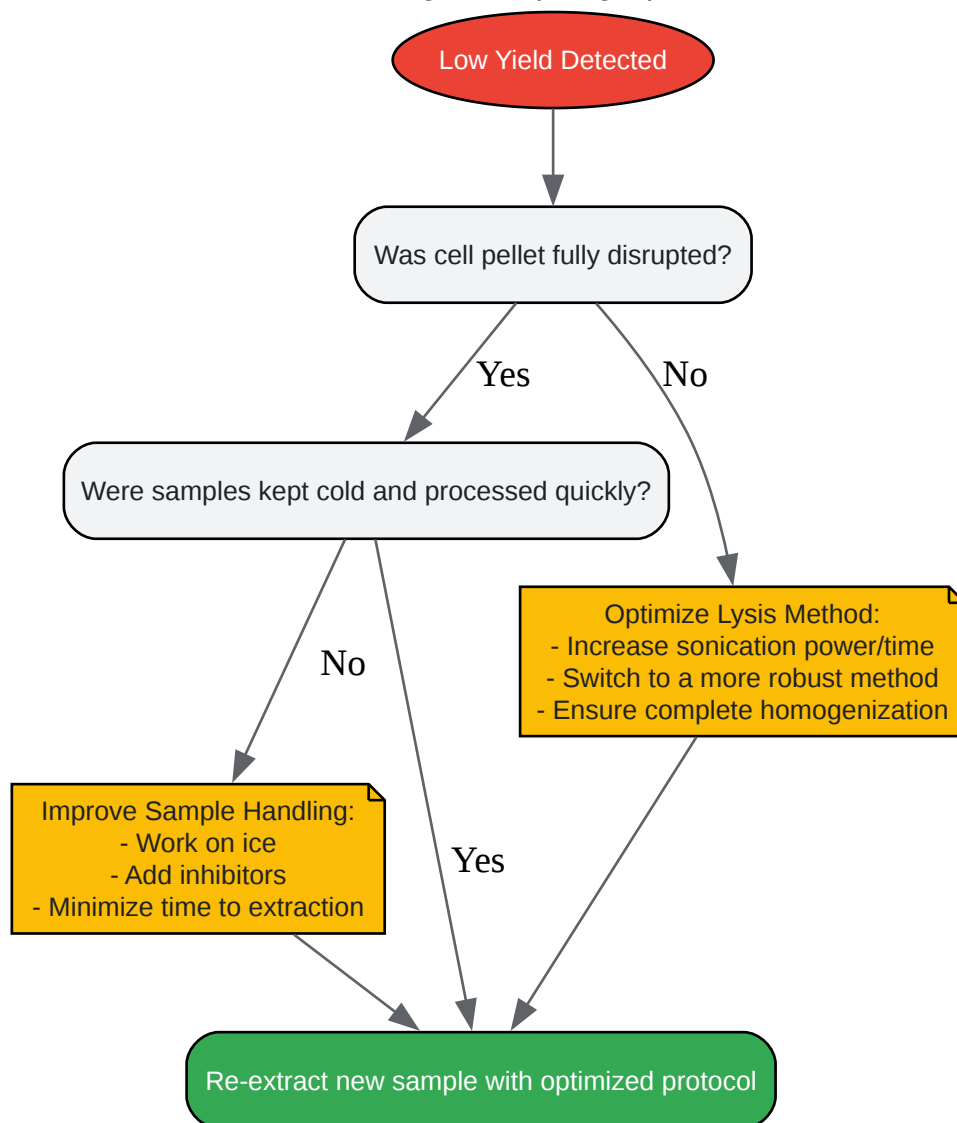 Low Yield Detected
Was cell pellet fully disrupted?
Yes
No
Were samples kept cold and processed quickly?
Optimize Lysis Method:
- Increase sonication power/time
- Switch to a more robust method
- Ensure complete homogenization
No
Improve Sample Handling:
- Work on ice
- Add inhibitors
- Minimize time to extraction
Yes
Re-extract new sample with optimized protocol